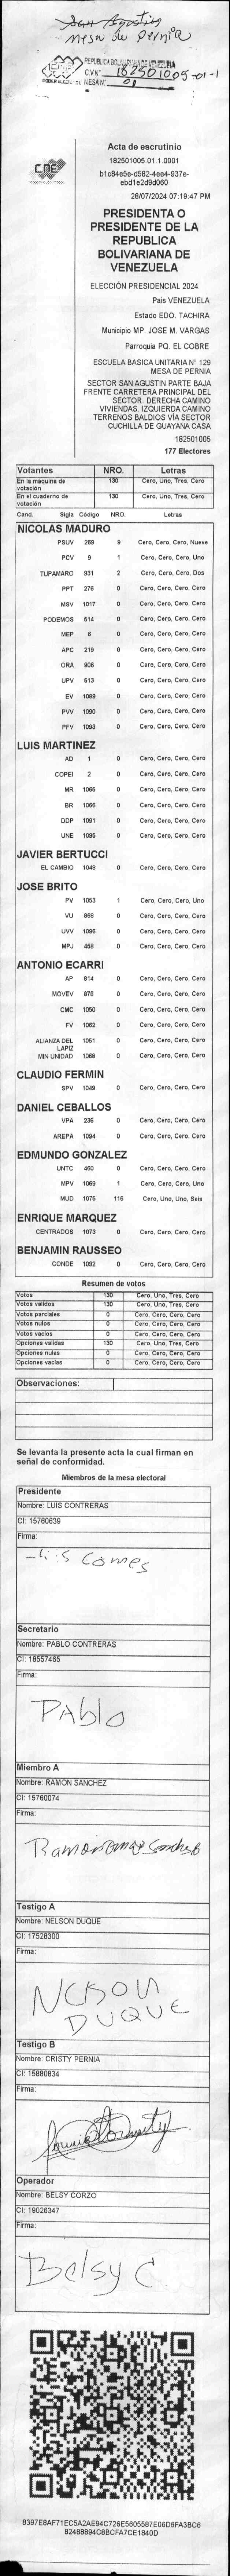 San Agustin
mesa de Pernia
REPUBLICA BOLIVARIANA DE VENEZUELA
C.V.Nº 182501005-01-1
MESA Nº 01
CNE
Acta de escrutinio
182501005.01.1.0001
b1c84e5e-d582-4ee4-937e-
ebd1e2d9d060
28/07/2024 07:19:47 PM
PRESIDENTA O
PRESIDENTE DE LA
REPUBLICA
BOLIVARIANA DE
VENEZUELA
ELECCIÓN PRESIDENCIAL 2024
Pais VENEZUELA
Estado EDO. TACHIRA
Municipio MP. JOSE M. VARGAS
Parroquia PQ. EL COBRE
ESCUELA BASICA UNITARIA N° 129
MESA DE PERNIA
SECTOR SAN AGUSTIN PARTE BAJA
FRENTE CARRETERA PRINCIPAL DEL
SECTOR. DERECHA CAMINO
VIVIENDAS. IZQUIERDA CAMINO
TERRENOS BALDIOS VÍA SECTOR
CUCHILLA DE GUAYANA CASA
182501005
177 Electores
Votantes NRO. Letras
En la máquina de votación 130 Cero, Uno, Tres, Cero
En el cuaderno de votación 130 Cero, Uno, Tres, Cero
Cand. Sigla Código NRO. Letras
NICOLAS MADURO
PSUV 269 9 Cero, Cero, Cero, Nueve
PCV 9 1 Cero, Cero, Cero, Uno
TUPAMARO 931 2 Cero, Cero, Cero, Dos
PPT 276 0 Cero, Cero, Cero, Cero
MSV 1017 0 Cero, Cero, Cero, Cero
PODEMOS 614 0 Cero, Cero, Cero, Cero
MEP 6 0 Cero, Cero, Cero, Cero
APC 219 0 Cero, Cero, Cero, Cero
ORA 906 0 Cero, Cero, Cero, Cero
UPV 613 0 Cero, Cero, Cero, Cero
EV 1089 0 Cero, Cero, Cero, Cero
PVV 1090 0 Cero, Cero, Cero, Cero
PFV 1093 0 Cero, Cero, Cero, Cero
LUIS MARTINEZ
AD 1 0 Cero, Cero, Cero, Cero
COPEI 2 0 Cero, Cero, Cero, Cero
MR 1065 0 Cero, Cero, Cero, Cero
BR 1066 0 Cero, Cero, Cero, Cero
DDP 1091 0 Cero, Cero, Cero, Cero
UNE 1095 0 Cero, Cero, Cero, Cero
JAVIER BERTUCCI
EL CAMBIO 1048 0 Cero, Cero, Cero, Cero
JOSE BRITO
PV 1053 1 Cero, Cero, Cero, Uno
VU 868 0 Cero, Cero, Cero, Cero
UVV 1096 0 Cero, Cero, Cero, Cero
MPJ 458 0 Cero, Cero, Cero, Cero
ANTONIO ECARRI
AP 814 0 Cero, Cero, Cero, Cero
MOVEV 878 0 Cero, Cero, Cero, Cero
CMC 1050 0 Cero, Cero, Cero, Cero
FV 1062 0 Cero, Cero, Cero, Cero
ALIANZA DEL LAPIZ 1051 0 Cero, Cero, Cero, Cero
MIN UNIDAD 1068 0 Cero, Cero, Cero, Cero
CLAUDIO FERMIN
SPV 1049 0 Cero, Cero, Cero, Cero
DANIEL CEBALLOS
VPA 236 0 Cero, Cero, Cero, Cero
AREPA 1094 0 Cero, Cero, Cero, Cero
EDMUNDO GONZALEZ
UNTC 460 0 Cero, Cero, Cero, Cero
MPV 1069 1 Cero, Cero, Cero, Uno
MUD 1075 116 Cero, Uno, Uno, Seis
ENRIQUE MARQUEZ
CENTRADOS 1073 0 Cero, Cero, Cero, Cero
BENJAMIN RAUSSEO
CONDE 1092 0 Cero, Cero, Cero, Cero
Resumen de votos
Votos 130 Cero, Uno, Tres, Cero
Votos validos 130 Cero, Uno, Tres, Cero
Votos parciales 0 Cero, Cero, Cero, Cero
Votos nulos 0 Cero, Cero, Cero, Cero
Votos vacios 0 Cero, Cero, Cero, Cero
Opciones validas 130 Cero, Uno, Tres, Cero
Opciones nulas 0 Cero, Cero, Cero, Cero
Opciones vacias 0 Cero, Cero, Cero, Cero
Observaciones:
Se levanta la presente acta la cual firman en
señal de conformidad.
Miembros de la mesa electoral
Presidente
Nombre: LUIS CONTRERAS
CI: 15760639
Firma:
Secretario
Nombre: PABLO CONTRERAS
CI: 18557465
Firma:
PAblo
Miembro A
Nombre: RAMON SANCHEZ
CI: 15760074
Firma:
Testigo A
Nombre: NELSON DUQUE
CI: 17528300
Firma:
NELSON
DUQUE
Testigo B
Nombre: CRISTY PERNIA
CI: 15880834
Firma:
Operador
Nombre: BELSY CORZO
CI: 19026347
Firma:
Belsy C.
8397E8AF71EC5A2AE94C726E5605587E06D6FA3BC6
82488894C8BCFA7CE1840D